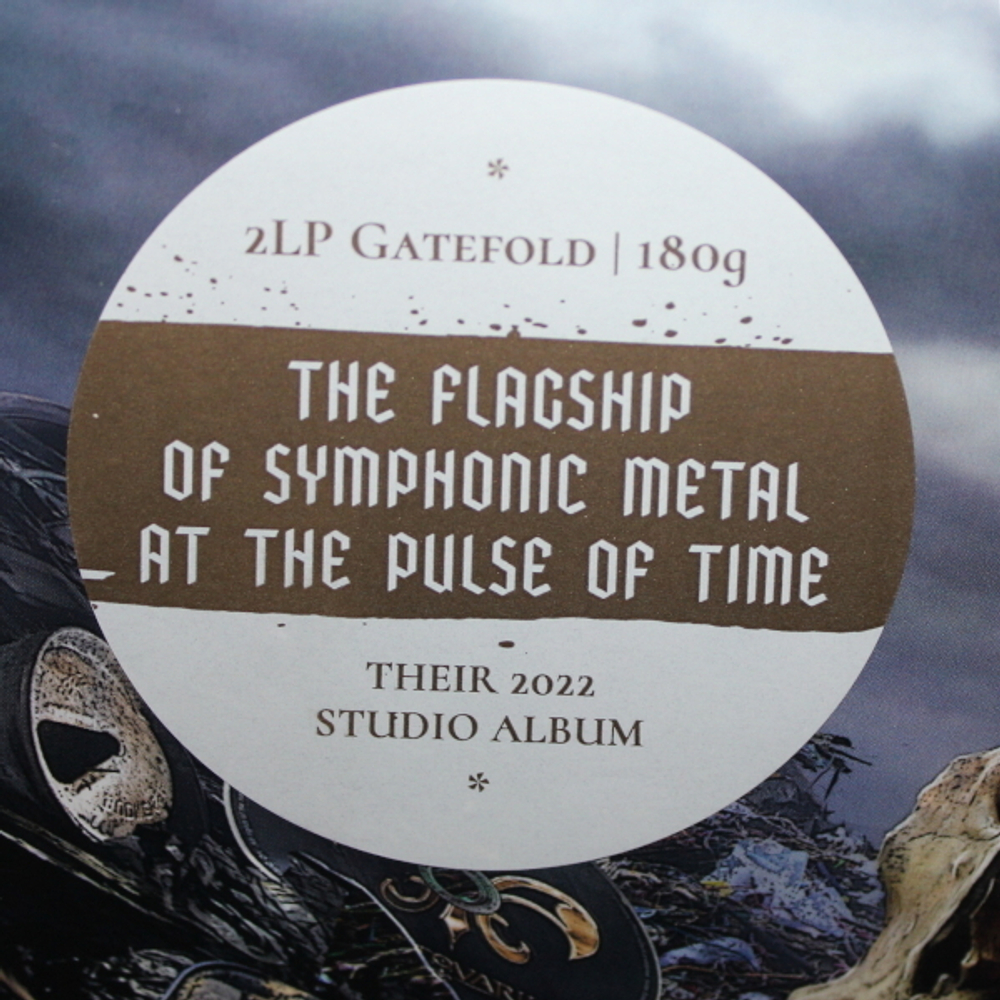 *
2LP GATEFOLD | 180g
THE FLAGSHIP
OF SYMPHONIC METAL
AT THE PULSE OF TIME
THEIR 2022
STUDIO ALBUM
*